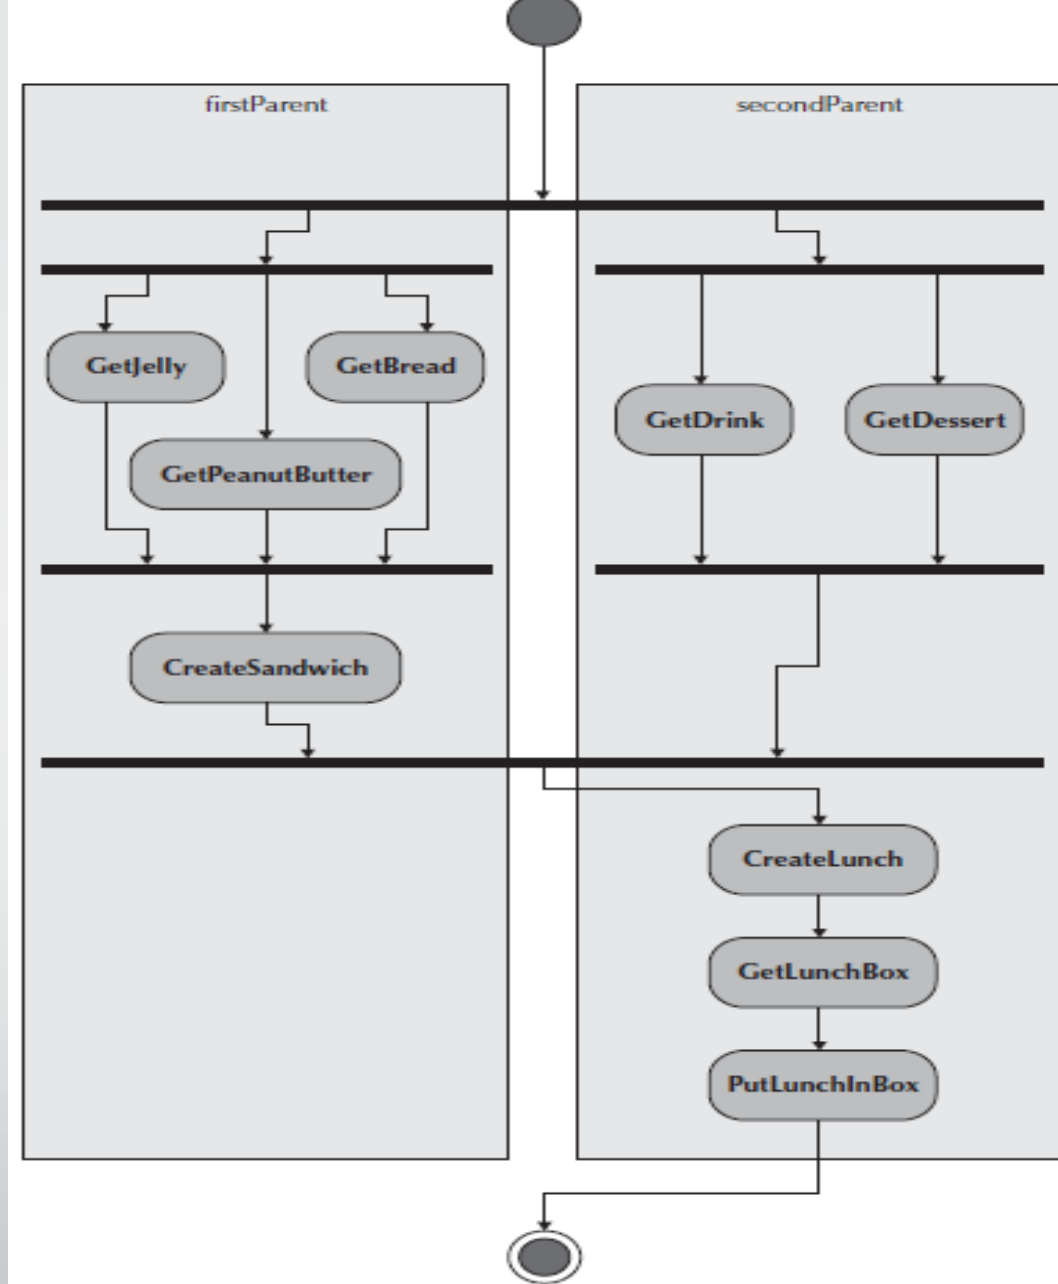 firstParent
secondParent
GetJelly
GetBread
GetDrink
GetDessert
GetPeanutButter
CreateSandwich
CreateLunch
GetLunchBox
PutLunchInBox